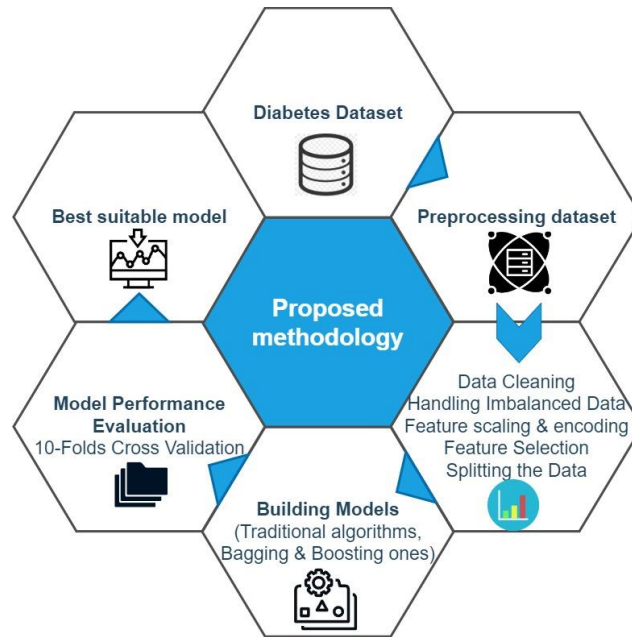 Diabetes Dataset
Preprocessing dataset
Data Cleaning
Handling Imbalanced Data
Feature scaling & encoding
Feature Selection
Splitting the Data
Building Models
(Traditional algorithms,
Bagging & Boosting ones)
Model Performance
Evaluation
10-Folds Cross Validation
Best suitable model
Proposed
methodology